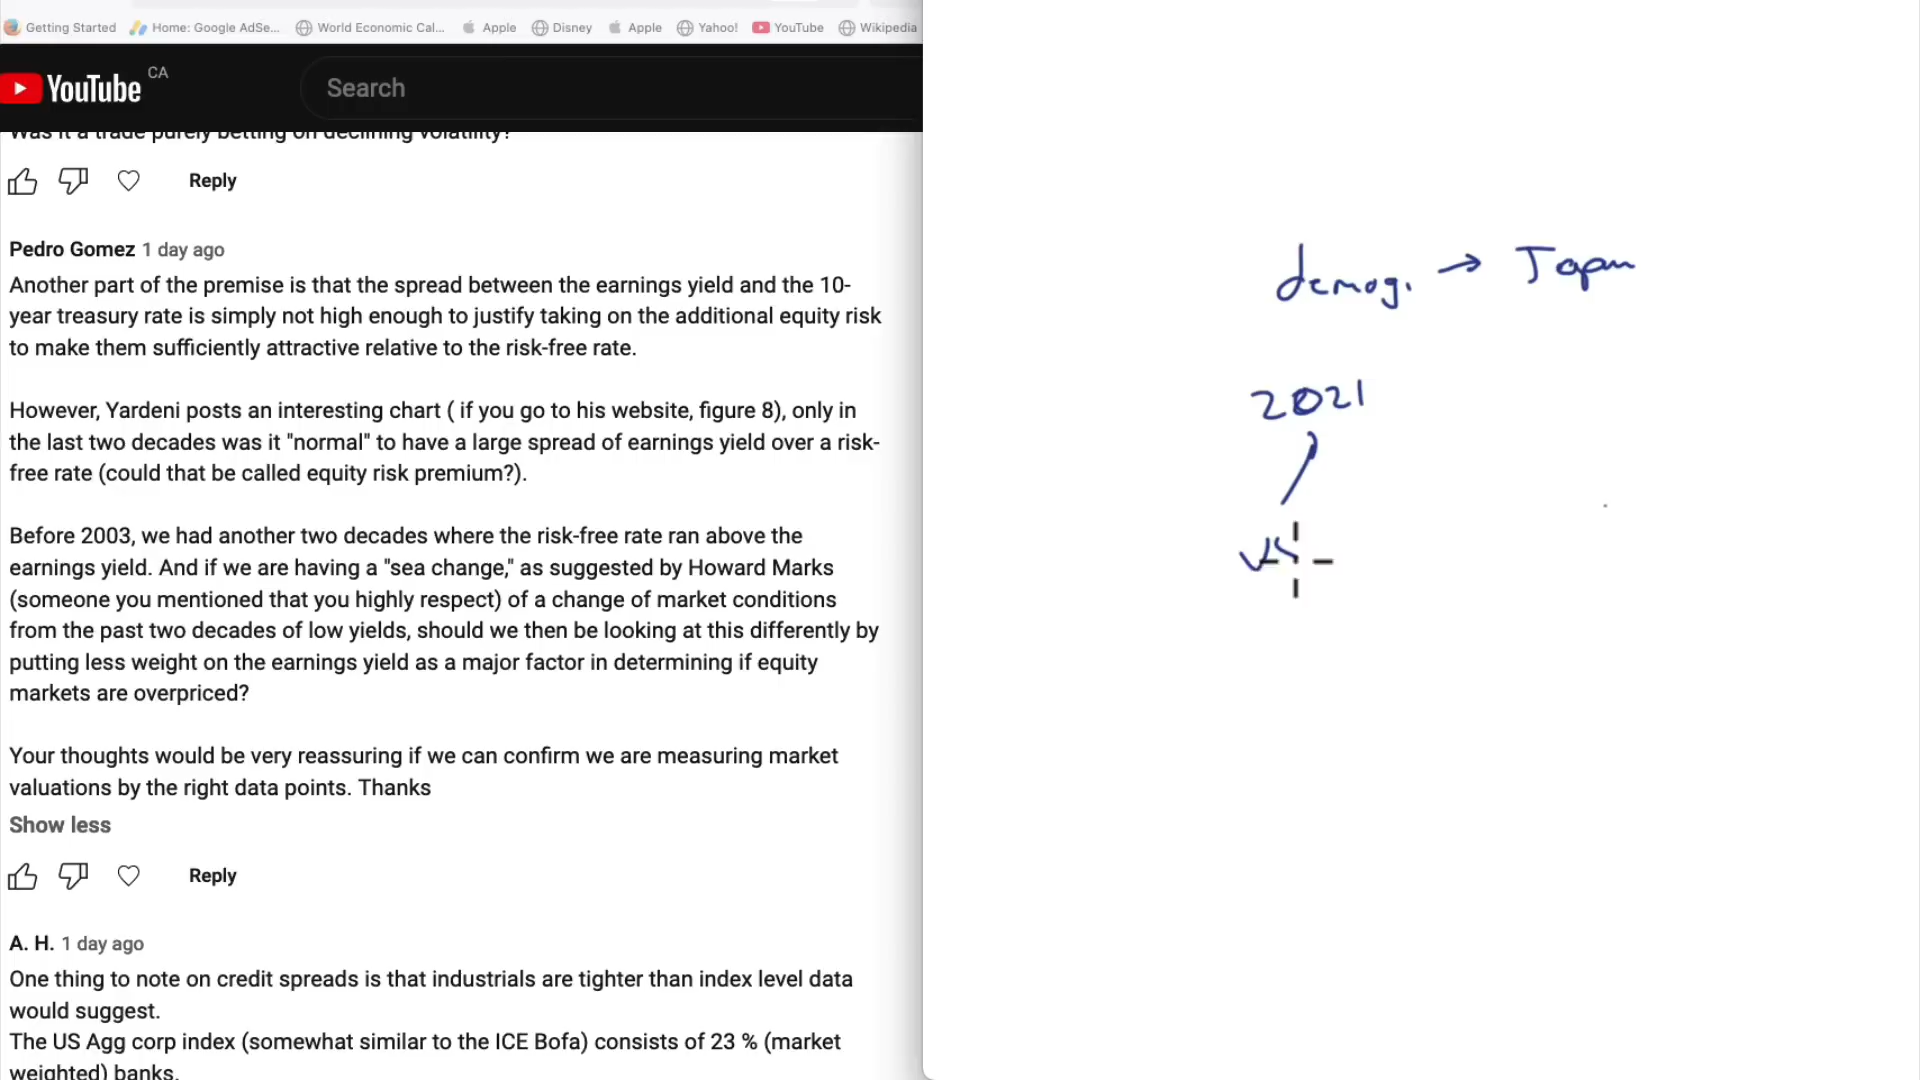 Getting Started Home: Google AdSe... World Economic Cal... Apple Disney Apple Yahoo! YouTube Wikipedia
YouTube CA
Search
Was it a trade purely betting on declining volatility?
Reply
Pedro Gomez 1 day ago
Another part of the premise is that the spread between the earnings yield and the 10-
year treasury rate is simply not high enough to justify taking on the additional equity risk
to make them sufficiently attractive relative to the risk-free rate.
However, Yardeni posts an interesting chart ( if you go to his website, figure 8), only in
the last two decades was it "normal" to have a large spread of earnings yield over a risk-
free rate (could that be called equity risk premium?).
Before 2003, we had another two decades where the risk-free rate ran above the
earnings yield. And if we are having a "sea change," as suggested by Howard Marks
(someone you mentioned that you highly respect) of a change of market conditions
from the past two decades of low yields, should we then be looking at this differently by
putting less weight on the earnings yield as a major factor in determining if equity
markets are overpriced?
Your thoughts would be very reassuring if we can confirm we are measuring market
valuations by the right data points. Thanks
Show less
Reply
A. H. 1 day ago
One thing to note on credit spreads is that industrials are tighter than index level data
would suggest.
The US Agg corp index (somewhat similar to the ICE Bofa) consists of 23 % (market
weighted) banks.
demog. → Japan
2021